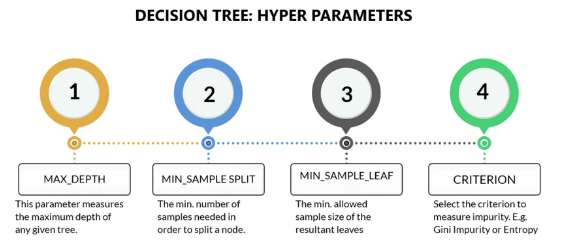 DECISION TREE: HYPER PARAMETERS
1
2
3
4
MAX_DEPTH
MIN_SAMPLE SPLIT
MIN_SAMPLE_LEAF
CRITERION
This parameter measures
the maximum depth of
any given tree.
The min. number of
samples needed in
order to split a node.
The min. allowed
sample size of the
resultant leaves
Select the criterion to
measure impurity. E.g.
Gini Impurity or Entropy